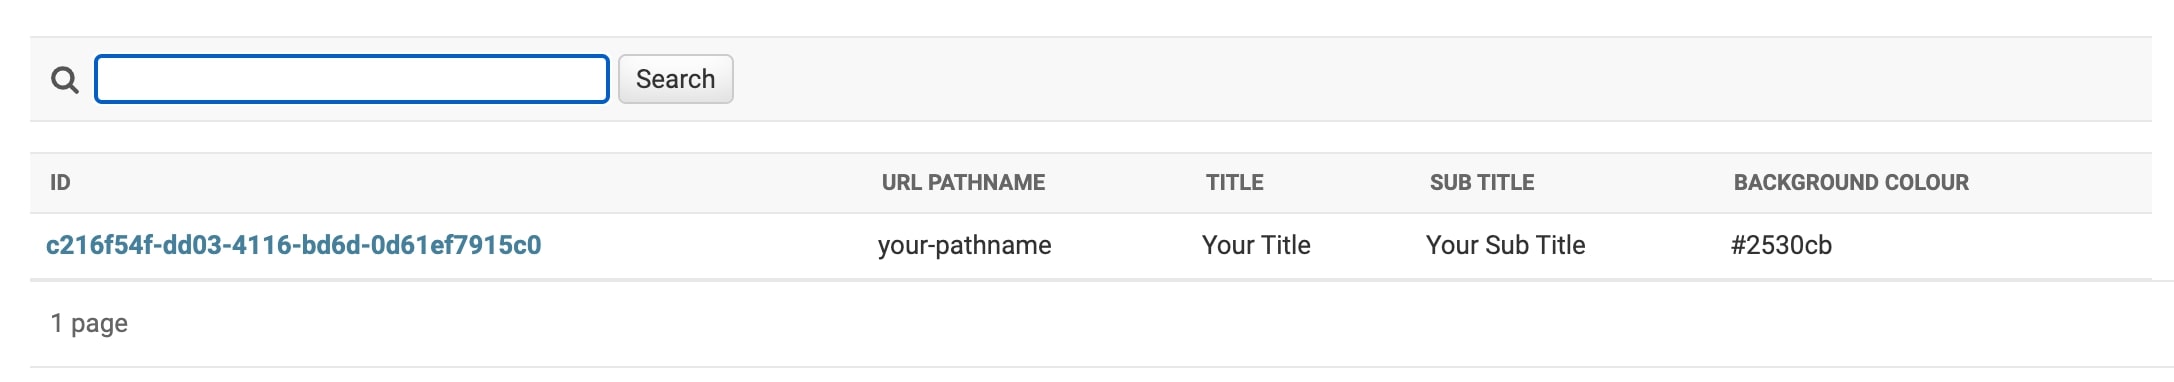 Search
ID URL PATHNAME TITLE SUB TITLE BACKGROUND COLOUR
c216f54f-dd03-4116-bd6d-0d61ef7915c0 your-pathname Your Title Your Sub Title #2530cb
1 page